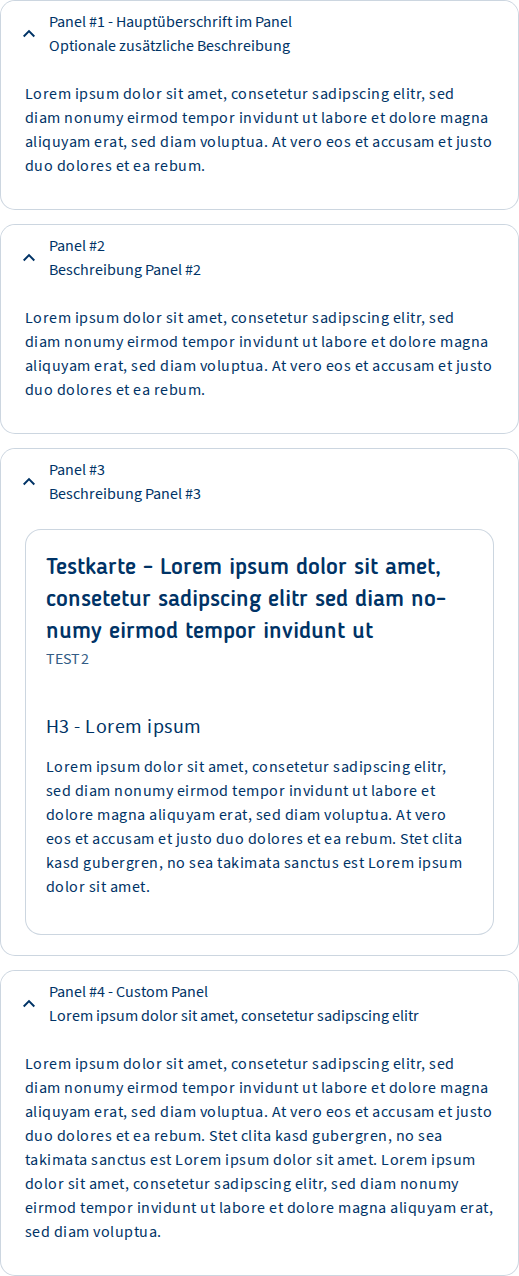 Panel #1 - Hauptüberschrift im Panel
Optionale zusätzliche Beschreibung
Lorem ipsum dolor sit amet, consetetur sadipscing elitr, sed
diam nonumy eirmod tempor invidunt ut labore et dolore magna
aliquyam erat, sed diam voluptua. At vero eos et accusam et justo
duo dolores et ea rebum.
Panel #2
Beschreibung Panel #2
Lorem ipsum dolor sit amet, consetetur sadipscing elitr, sed
diam nonumy eirmod tempor invidunt ut labore et dolore magna
aliquyam erat, sed diam voluptua. At vero eos et accusam et justo
duo dolores et ea rebum.
Panel #3
Beschreibung Panel #3
Testkarte - Lorem ipsum dolor sit amet,
consetetur sadipscing elitr sed diam no-
numy eirmod tempor invidunt ut
TEST2
H3 - Lorem ipsum
Lorem ipsum dolor sit amet, consetetur sadipscing elitr,
sed diam nonumy eirmod tempor invidunt ut labore et
dolore magna aliquyam erat, sed diam voluptua. At vero
eos et accusam et justo duo dolores et ea rebum. Stet clita
kasd gubergren, no sea takimata sanctus est Lorem ipsum
dolor sit amet.
Panel #4 - Custom Panel
Lorem ipsum dolor sit amet, consetetur sadipscing elitr
Lorem ipsum dolor sit amet, consetetur sadipscing elitr, sed
diam nonumy eirmod tempor invidunt ut labore et dolore magna
aliquyam erat, sed diam voluptua. At vero eos et accusam et justo
duo dolores et ea rebum. Stet clita kasd gubergren, no sea
takimata sanctus est Lorem ipsum dolor sit amet. Lorem ipsum
dolor sit amet, consetetur sadipscing elitr, sed diam nonumy
eirmod tempor invidunt ut labore et dolore magna aliquyam erat,
sed diam voluptua.